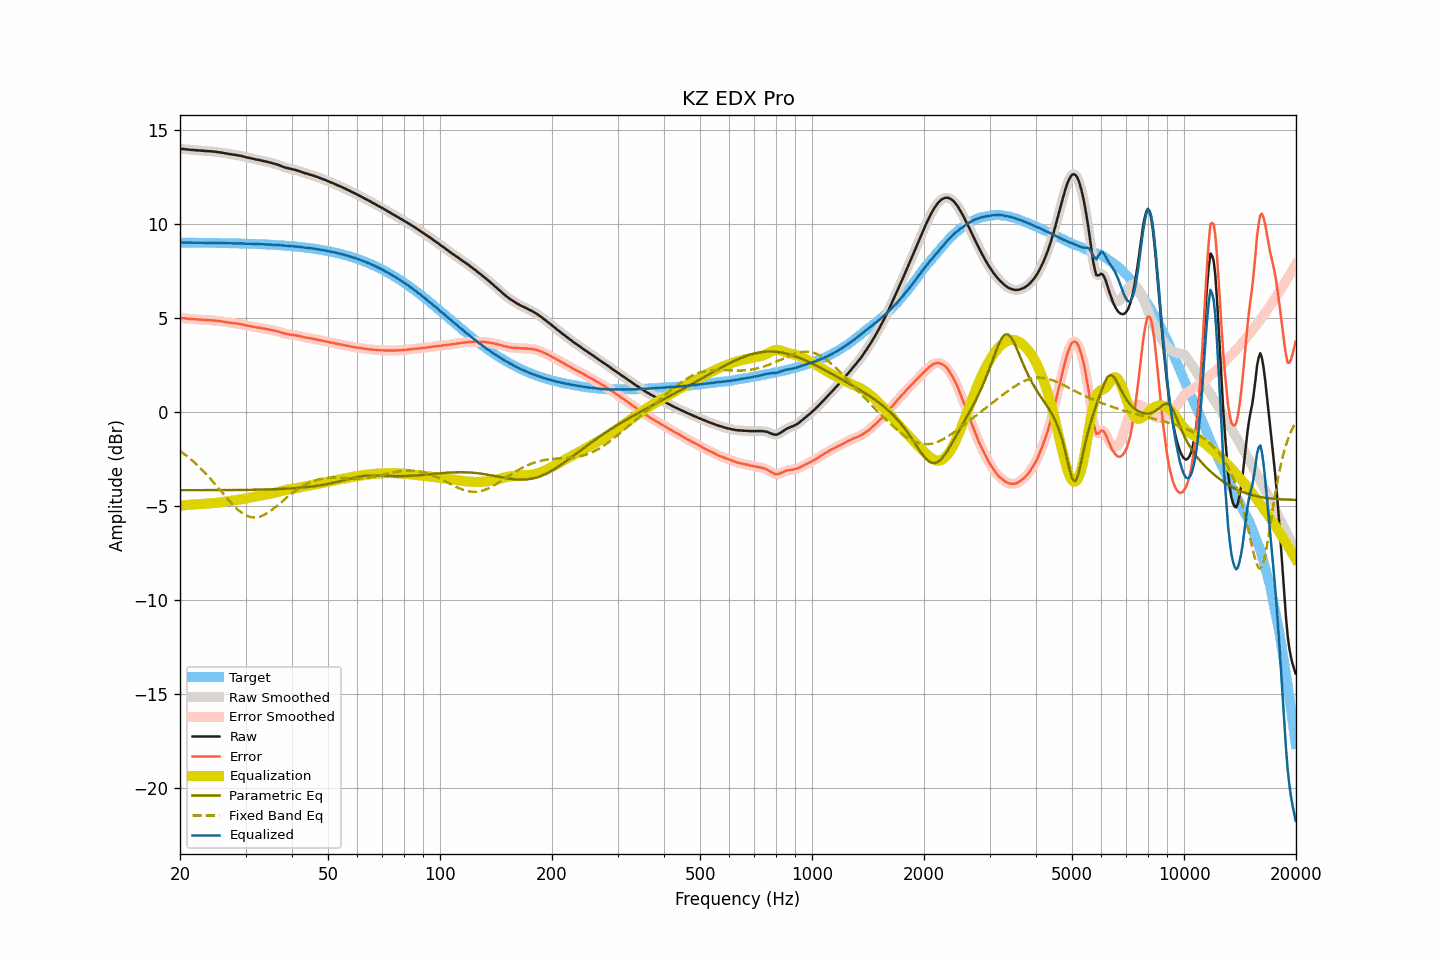 KZ EDX Pro
15
10
5
0
−5
−10
−15
−20
Amplitude (dBr)
Target
Raw Smoothed
Error Smoothed
Raw
Error
Equalization
Parametric Eq
Fixed Band Eq
Equalized
20 50 100 200 500 1000 2000 5000 10000 20000
Frequency (Hz)